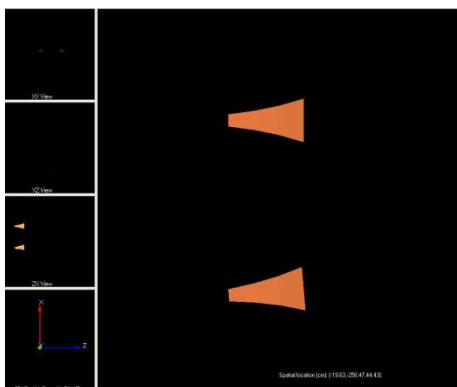 XY View
YZ View
ZX View
X
Y
Z
Spatial location (cm): (-19.63,-250.47,44.43)